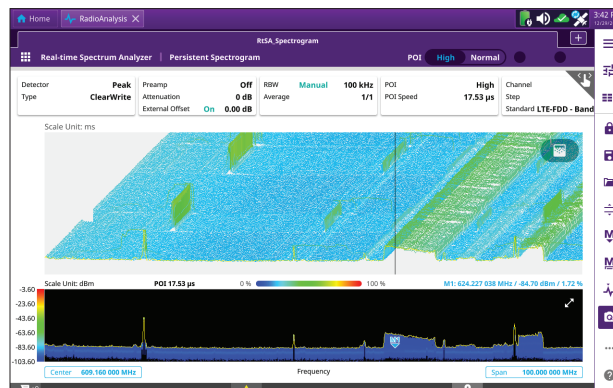 Home RadioAnalysis 3:42 P
RtSA_Spectrogram
Real-time Spectrum Analyzer Persistent Spectrogram POI High Normal
Detector Peak Preamp Off RBW Manual 100 kHz POI High Channel
Type ClearWrite Attenuation 0 dB Average 1/1 POI Speed 17.53 µs Step
External Offset On 0.00 dB Standard LTE-FDD - Band
Scale Unit: ms
Scale Unit: dBm POI 17.53 µs 0 % 100 % M1: 624.227 038 MHz / -84.70 dBm / 1.72 %
-3.60
-23.60
-43.60
-63.60
-83.60
-103.60
Center 609.160 000 MHz Frequency Span 100.000 000 MHz